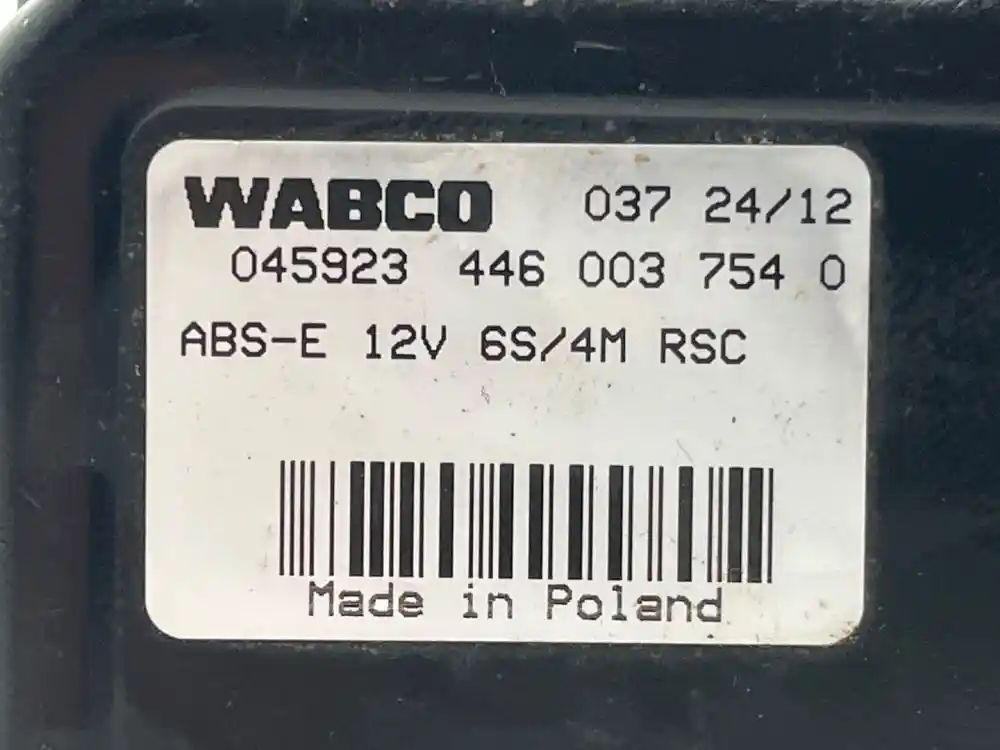 WABCO 037 24/12
045923 446 003 754 0
ABS-E 12V 6S/4M RSC
Made in Poland